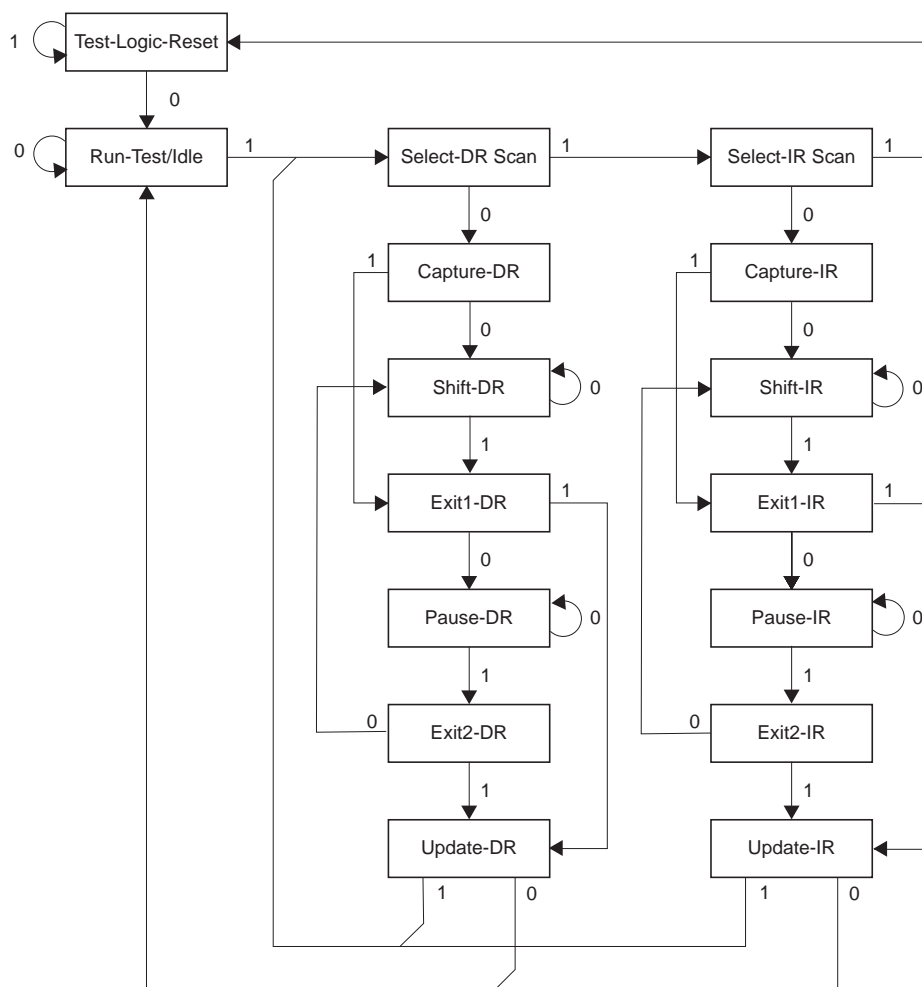 1
Test-Logic-Reset
0
0
Run-Test/Idle
1
Select-DR Scan
1
Select-IR Scan
1
0
0
1
Capture-DR
1
Capture-IR
0
0
Shift-DR
0
Shift-IR
0
1
1
Exit1-DR
1
Exit1-IR
1
0
0
Pause-DR
0
Pause-IR
0
1
1
0
Exit2-DR
0
Exit2-IR
1
1
Update-DR
Update-IR
1
0
1
0